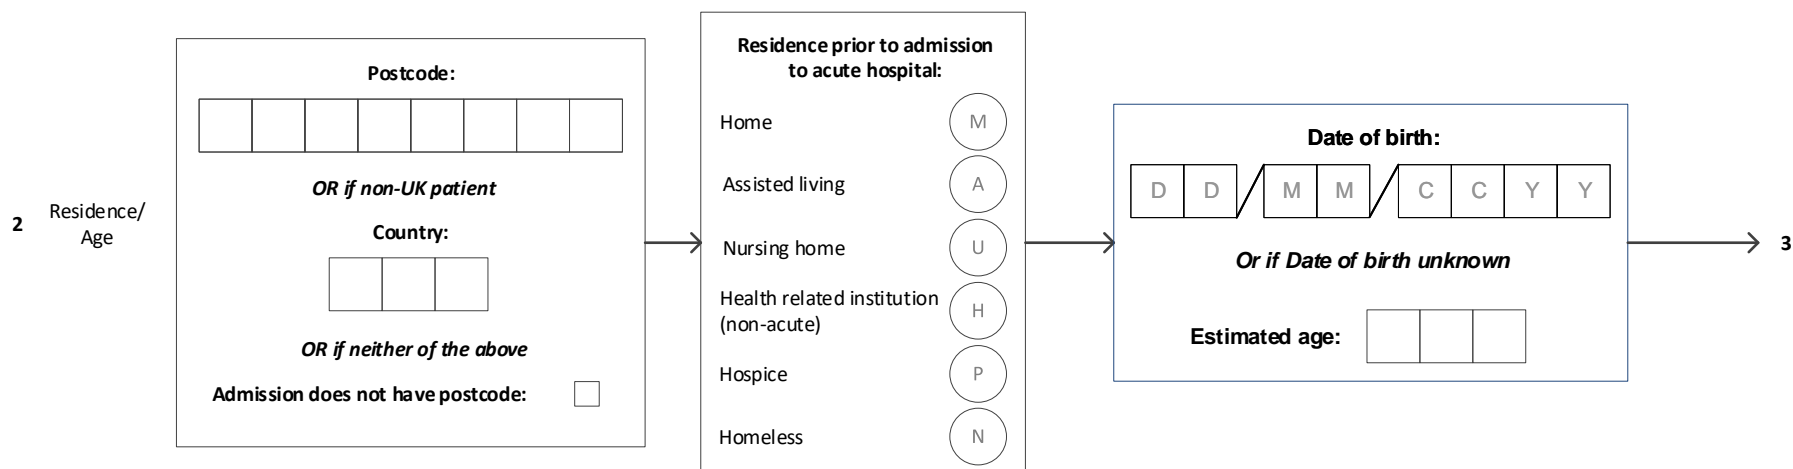 2
Residence/
Age
Postcode:
OR if non-UK patient
Country:
OR if neither of the above
Admission does not have postcode:
Residence prior to admission
to acute hospital:
Home M
Assisted living A
Nursing home U
Health related institution
(non-acute) H
Hospice P
Homeless N
Date of birth:
D D / M M / C C Y Y
Or if Date of birth unknown
Estimated age:
3